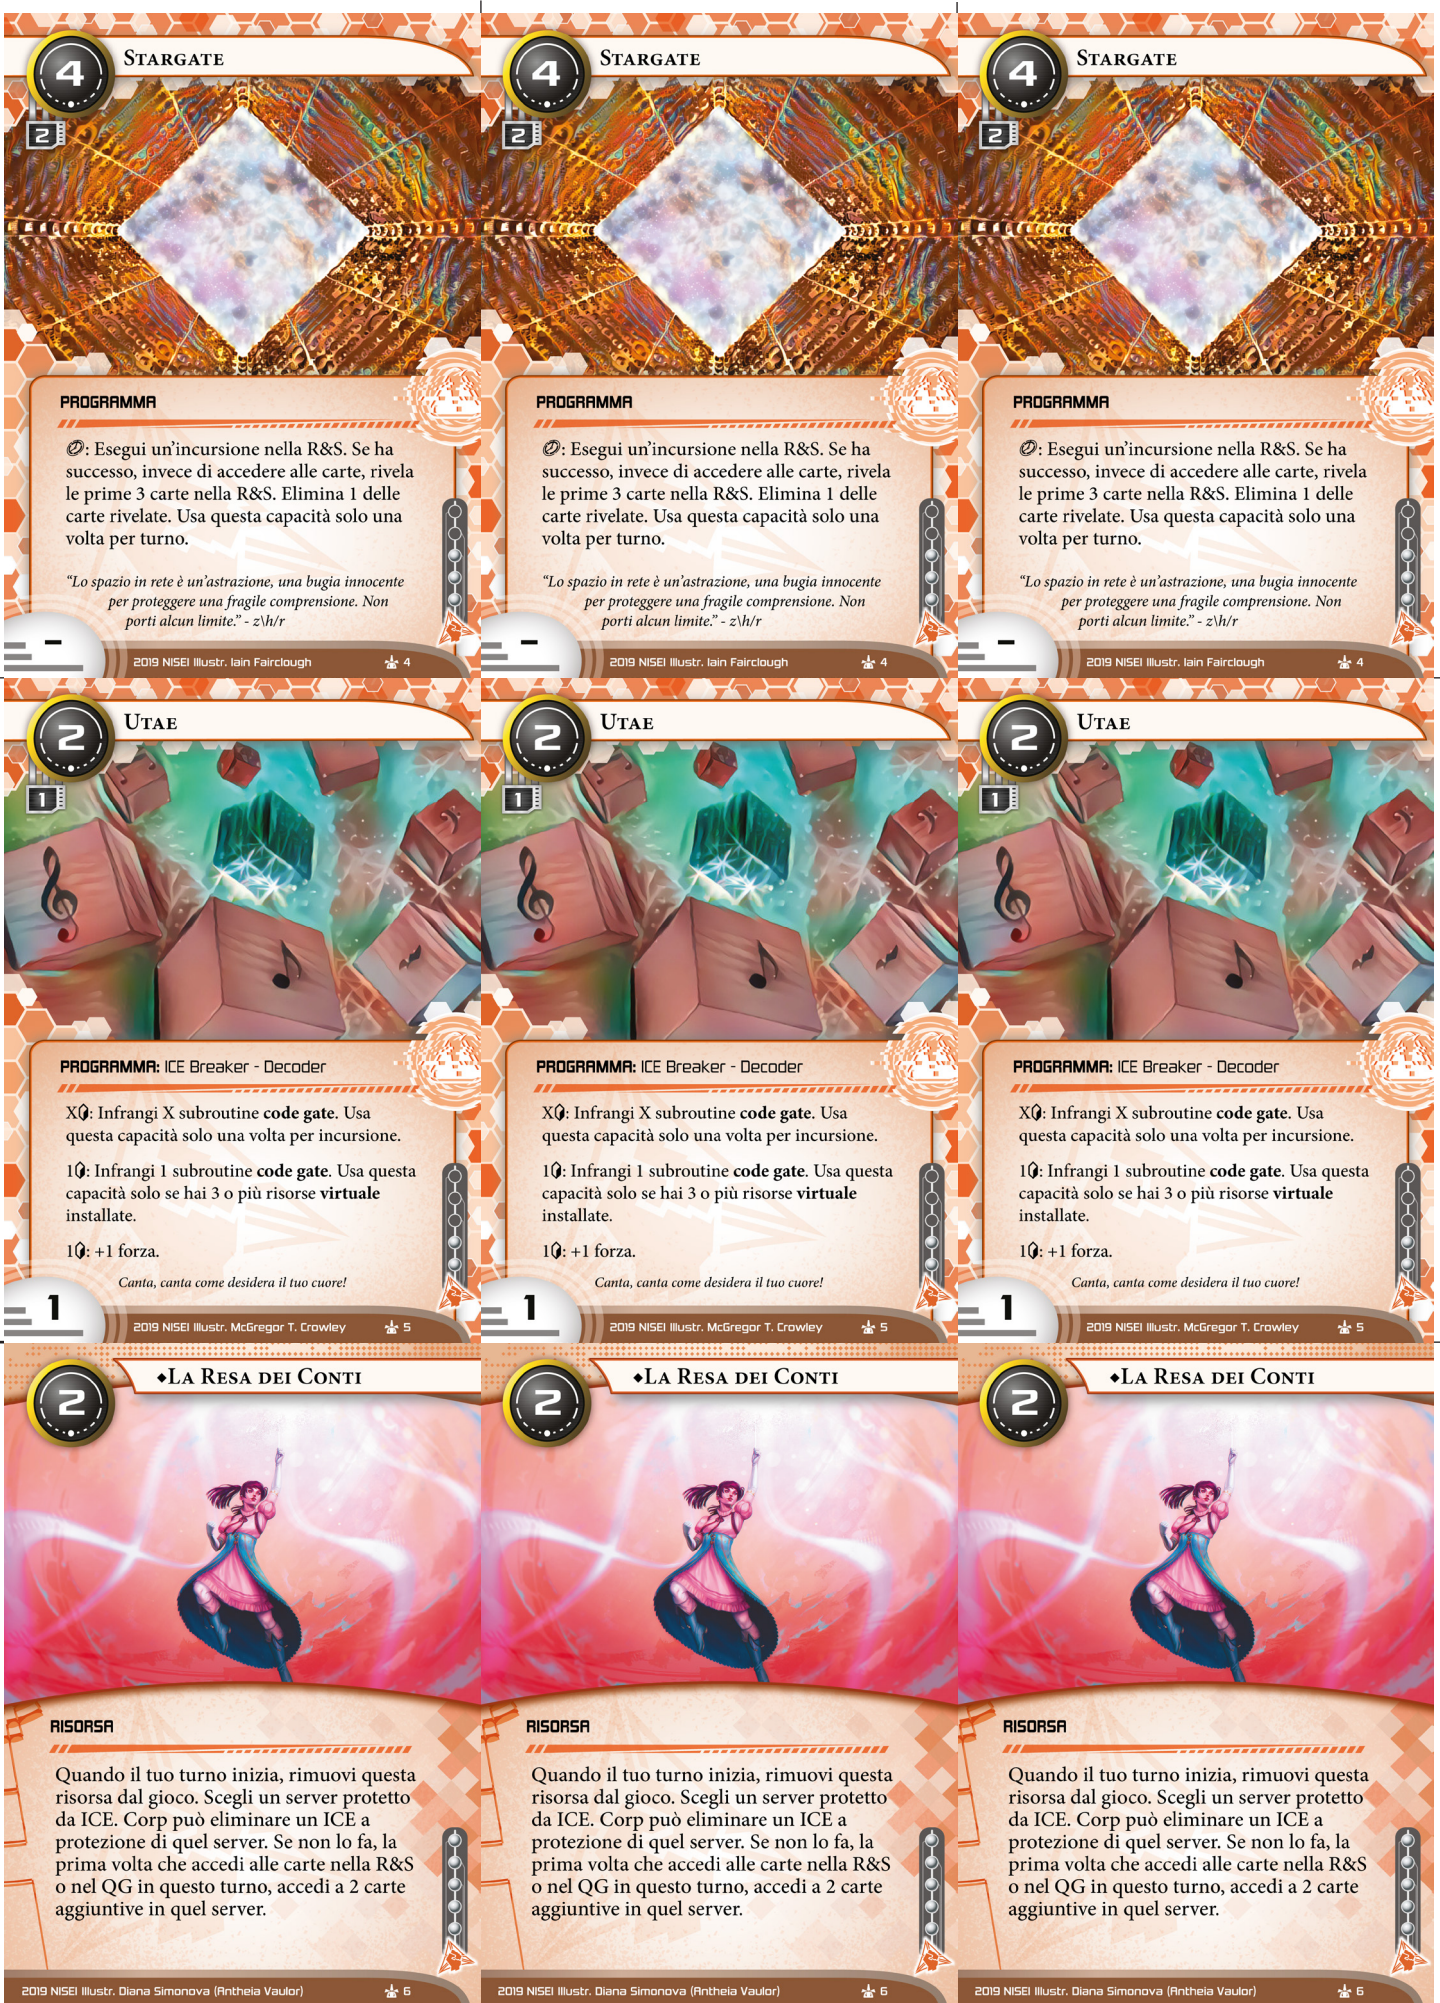 4
STARGATE
2
PROGRAMMA
: Esegui un'incursione nella R&S. Se ha
successo, invece di accedere alle carte, rivela
le prime 3 carte nella R&S. Elimina 1 delle
carte rivelate. Usa questa capacità solo una
volta per turno.
“Lo spazio in rete è un'astrazione, una bugia innocente
per proteggere una fragile comprensione. Non
porti alcun limite.” - z\h/r
–
2019 NISEI Illustr. Iain Fairclough 4
4
STARGATE
2
PROGRAMMA
: Esegui un'incursione nella R&S. Se ha
successo, invece di accedere alle carte, rivela
le prime 3 carte nella R&S. Elimina 1 delle
carte rivelate. Usa questa capacità solo una
volta per turno.
“Lo spazio in rete è un'astrazione, una bugia innocente
per proteggere una fragile comprensione. Non
porti alcun limite.” - z\h/r
–
2019 NISEI Illustr. Iain Fairclough 4
4
STARGATE
2
PROGRAMMA
: Esegui un'incursione nella R&S. Se ha
successo, invece di accedere alle carte, rivela
le prime 3 carte nella R&S. Elimina 1 delle
carte rivelate. Usa questa capacità solo una
volta per turno.
“Lo spazio in rete è un'astrazione, una bugia innocente
per proteggere una fragile comprensione. Non
porti alcun limite.” - z\h/r
–
2019 NISEI Illustr. Iain Fairclough 4
2
UTAE
1
PROGRAMMA: ICE Breaker - Decoder
X: Infrangi X subroutine code gate. Usa
questa capacità solo una volta per incursione.
1: Infrangi 1 subroutine code gate. Usa questa
capacità solo se hai 3 o più risorse virtuale
installate.
1: +1 forza.
Canta, canta come desidera il tuo cuore!
1
2019 NISEI Illustr. McGregor T. Crowley 5
2
UTAE
1
PROGRAMMA: ICE Breaker - Decoder
X: Infrangi X subroutine code gate. Usa
questa capacità solo una volta per incursione.
1: Infrangi 1 subroutine code gate. Usa questa
capacità solo se hai 3 o più risorse virtuale
installate.
1: +1 forza.
Canta, canta come desidera il tuo cuore!
1
2019 NISEI Illustr. McGregor T. Crowley 5
2
UTAE
1
PROGRAMMA: ICE Breaker - Decoder
X: Infrangi X subroutine code gate. Usa
questa capacità solo una volta per incursione.
1: Infrangi 1 subroutine code gate. Usa questa
capacità solo se hai 3 o più risorse virtuale
installate.
1: +1 forza.
Canta, canta come desidera il tuo cuore!
1
2019 NISEI Illustr. McGregor T. Crowley 5
2
◆LA RESA DEI CONTI
RISORSA
Quando il tuo turno inizia, rimuovi questa
risorsa dal gioco. Scegli un server protetto
da ICE. Corp può eliminare un ICE a
protezione di quel server. Se non lo fa, la
prima volta che accedi alle carte nella R&S
o nel QG in questo turno, accedi a 2 carte
aggiuntive in quel server.
2019 NISEI Illustr. Diana Simonova (Antheia Vaulor) 6
2
◆LA RESA DEI CONTI
RISORSA
Quando il tuo turno inizia, rimuovi questa
risorsa dal gioco. Scegli un server protetto
da ICE. Corp può eliminare un ICE a
protezione di quel server. Se non lo fa, la
prima volta che accedi alle carte nella R&S
o nel QG in questo turno, accedi a 2 carte
aggiuntive in quel server.
2019 NISEI Illustr. Diana Simonova (Antheia Vaulor) 6
2
◆LA RESA DEI CONTI
RISORSA
Quando il tuo turno inizia, rimuovi questa
risorsa dal gioco. Scegli un server protetto
da ICE. Corp può eliminare un ICE a
protezione di quel server. Se non lo fa, la
prima volta che accedi alle carte nella R&S
o nel QG in questo turno, accedi a 2 carte
aggiuntive in quel server.
2019 NISEI Illustr. Diana Simonova (Antheia Vaulor) 6